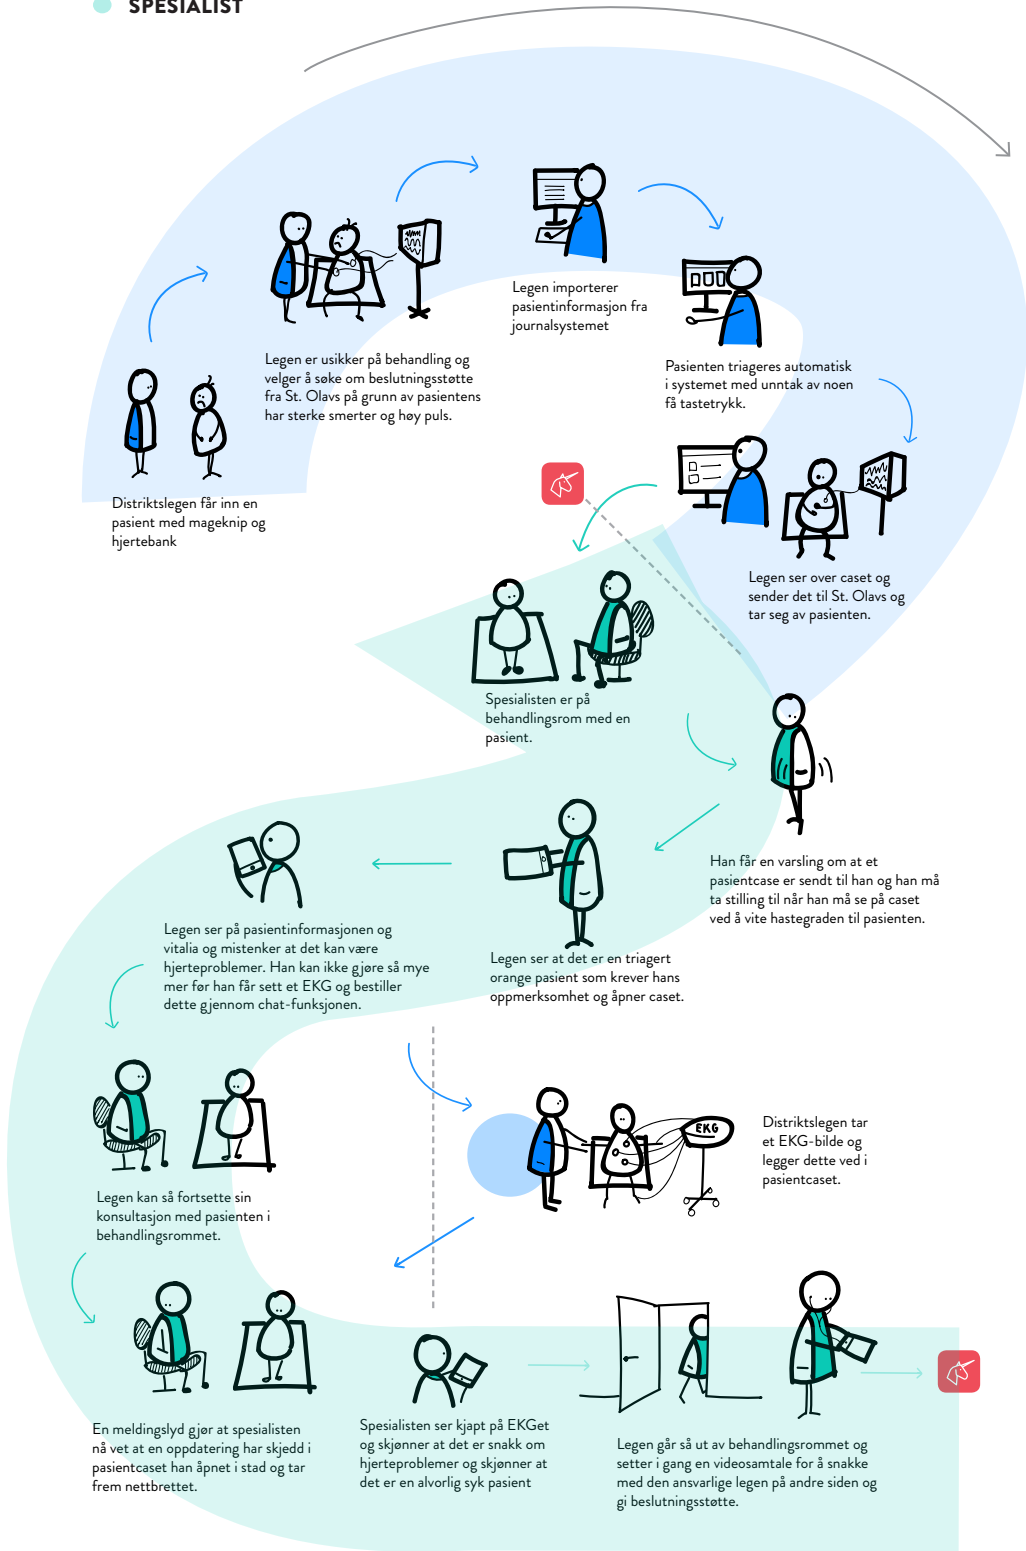 SPESIALIST
Legen importerer
pasientinformasjon fra
journalsystemet
Legen er usikker på behandling og
velger å søke om beslutningsstøtte
fra St. Olavs på grunn av pasientens
har sterke smerter og høy puls.
Pasienten triageres automatisk
i systemet med unntak av noen
få tastetrykk.
Distriktslegen får inn en
pasient med mageknip og
hjertebank
Legen ser over caset og
sender det til St. Olavs og
tar seg av pasienten.
Spesialisten er på
behandlingsrom med en
pasient.
Han får en varsling om at et
pasientcase er sendt til han og han må
ta stilling til når han må se på caset
ved å vite hastegraden til pasienten.
Legen ser at det er en triagert
orange pasient som krever hans
oppmerksomhet og åpner caset.
Legen ser på pasientinformasjonen og
vitalia og mistenker at det kan være
hjerteproblemer. Han kan ikke gjøre så mye
mer før han får sett et EKG og bestiller
dette gjennom chat-funksjonen.
EKG
Distriktslegen tar
et EKG-bilde og
legger dette ved i
pasientcaset.
Legen kan så fortsette sin
konsultasjon med pasienten i
behandlingsrommet.
En meldingslyd gjør at spesialisten
nå vet at en oppdatering har skjedd i
pasientcaset han åpnet i stad og tar
frem nettbrettet.
Spesialisten ser kjapt på EKGet
og skjønner at det er snakk om
hjerteproblemer og skjønner at
det er en alvorlig syk pasient
Legen går så ut av behandlingsrommet og
setter i gang en videosamtale for å snakke
med den ansvarlige legen på andre siden og
gi beslutningsstøtte.